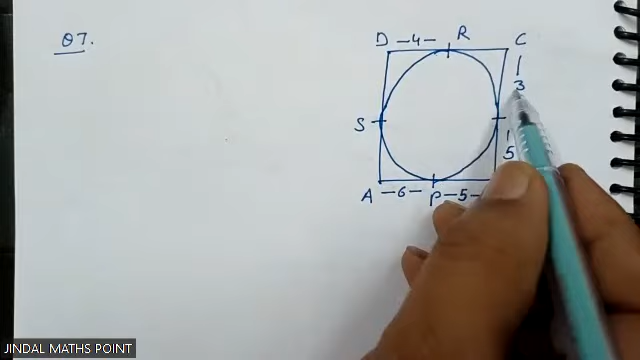 Q7.
D -4- R C
3
S
5
A -6- P -5-
JINDAL MATHS POINT